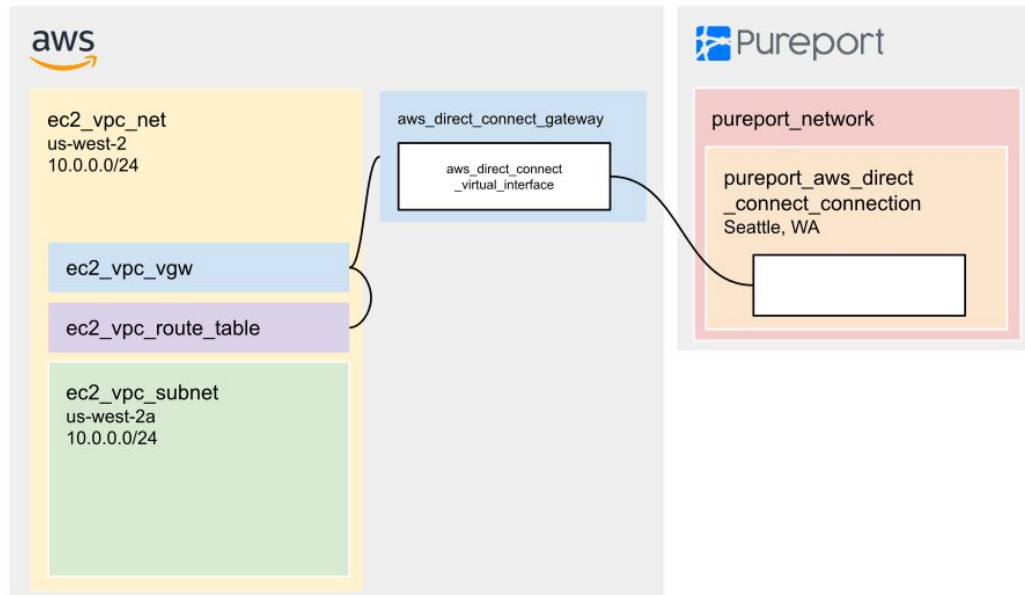 aws
ec2_vpc_net
us-west-2
10.0.0.0/24
ec2_vpc_vgw
ec2_vpc_route_table
ec2_vpc_subnet
us-west-2a
10.0.0.0/24
aws_direct_connect_gateway
aws_direct_connect
_virtual_interface
Pureport
pureport_network
pureport_aws_direct
_connect_connection
Seattle, WA